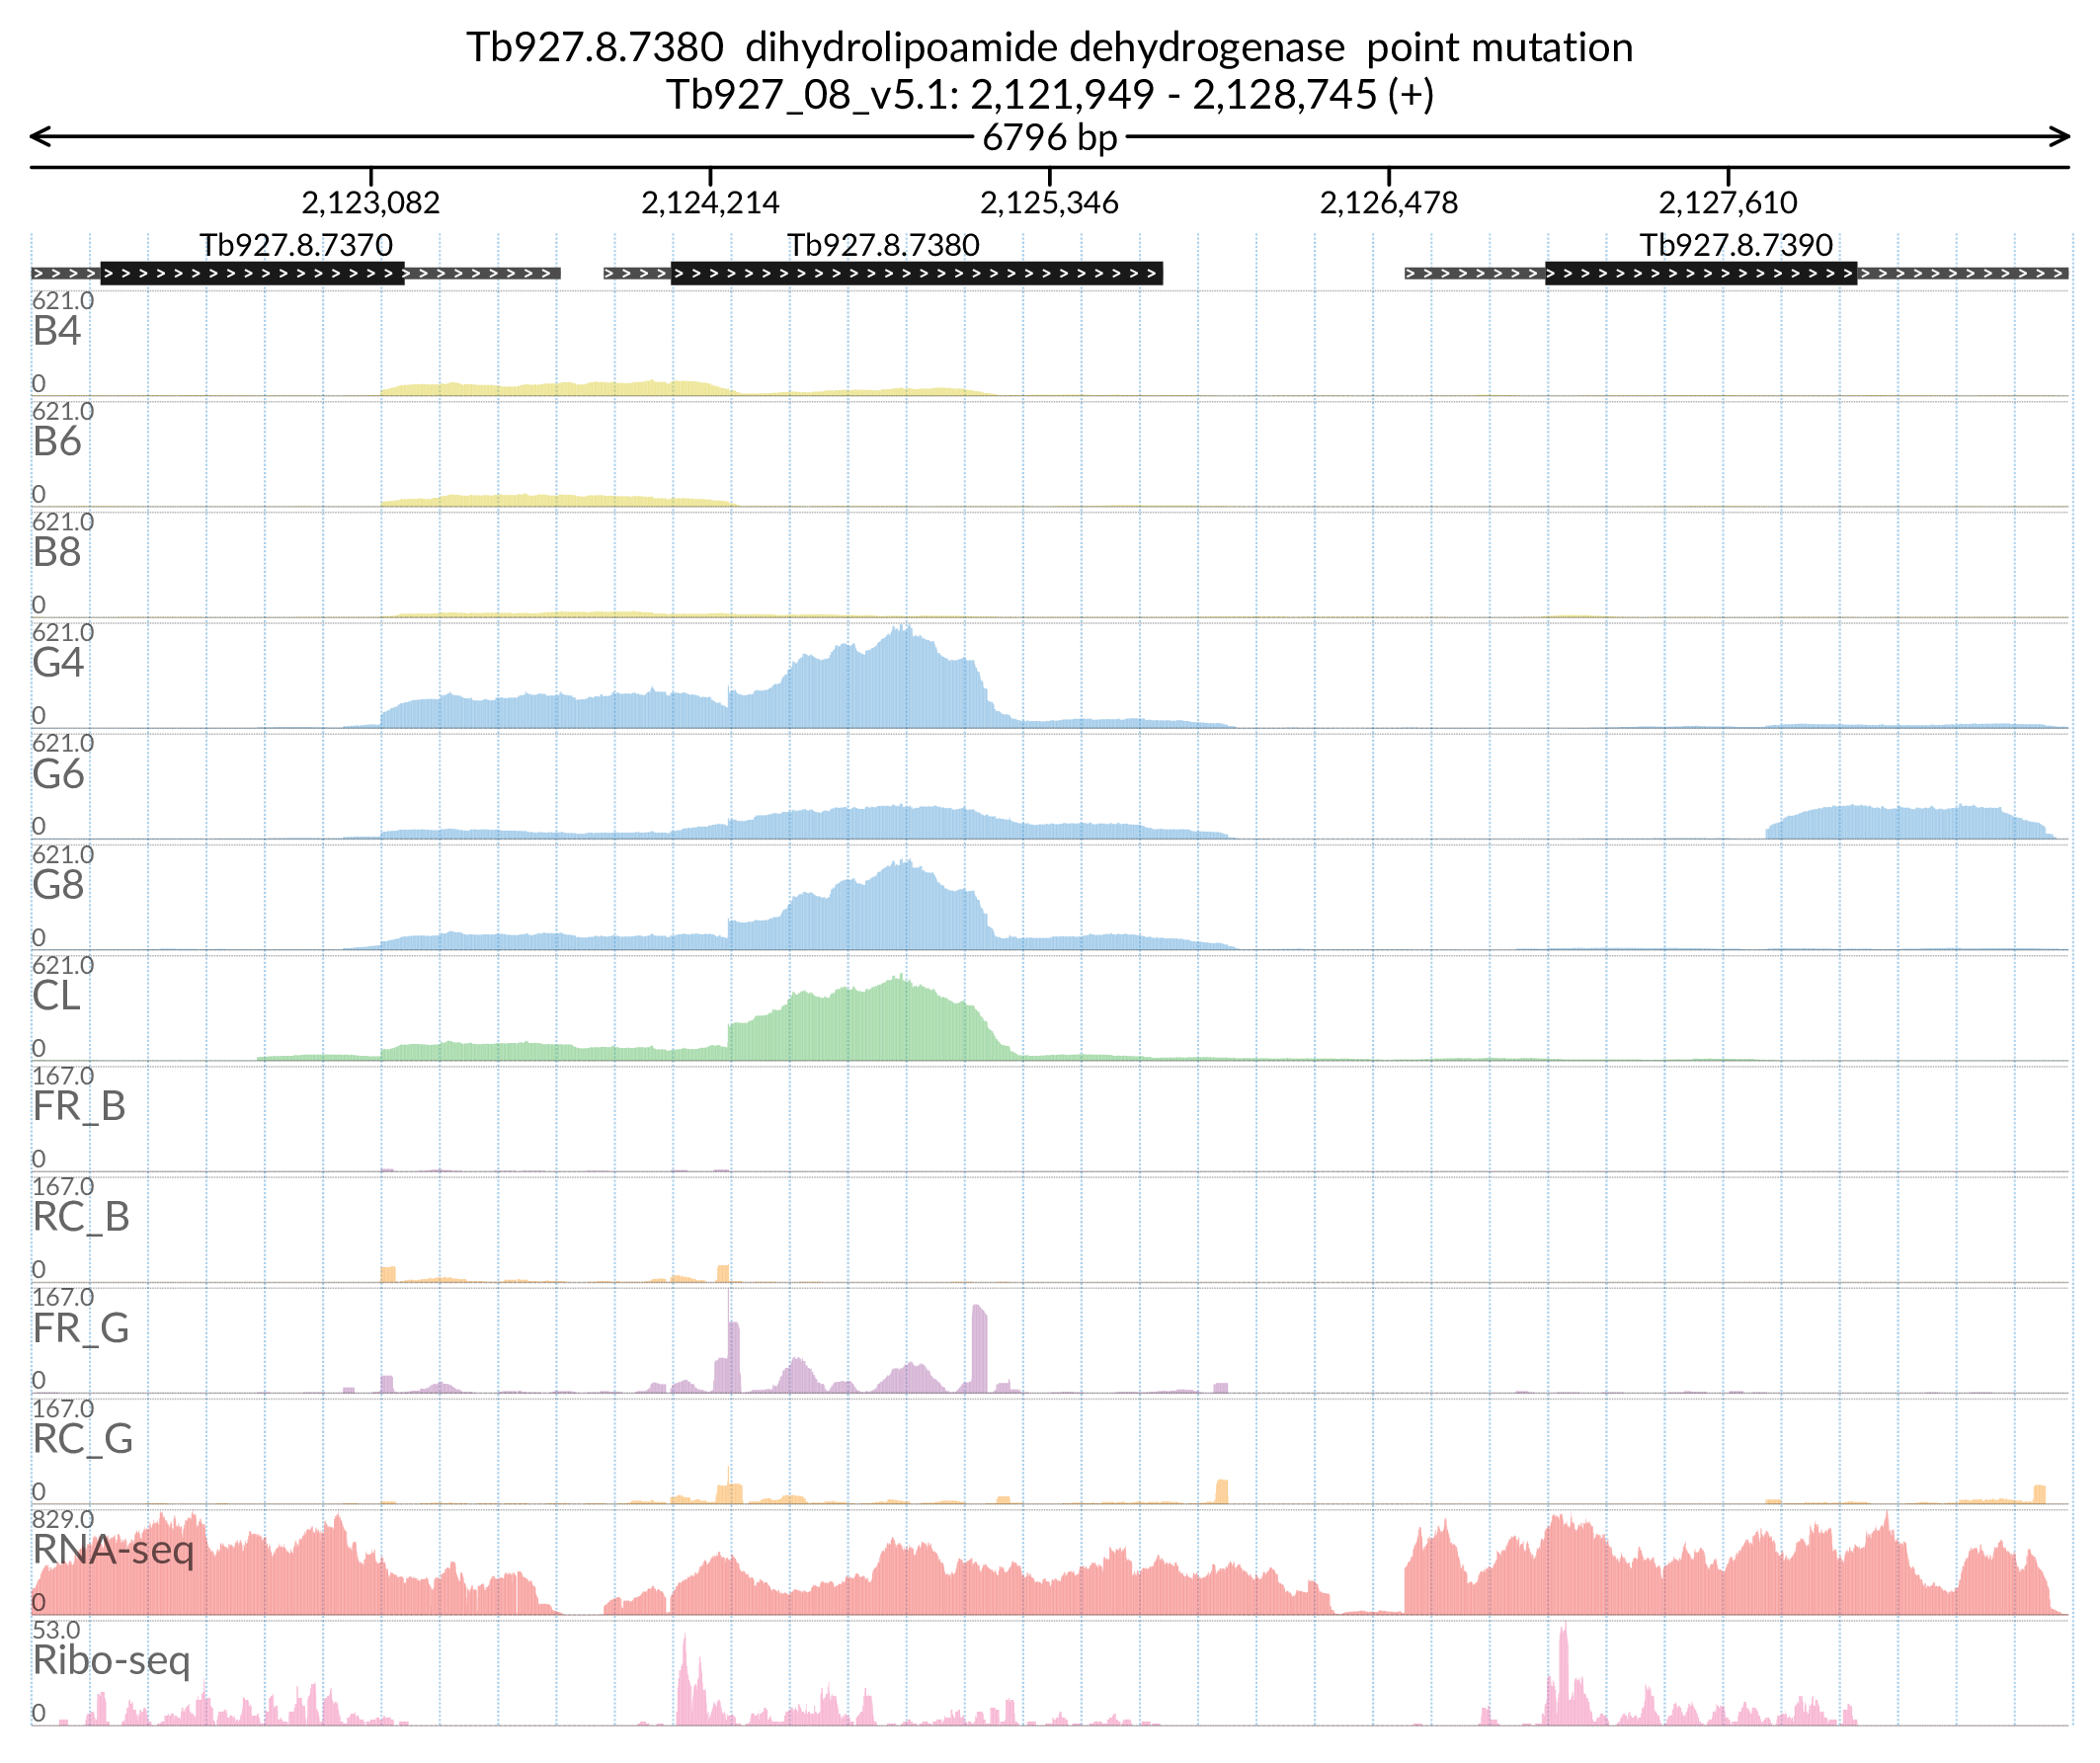 Tb927.8.7380  dihydrolipoamide dehydrogenase  point mutation
Tb927_08_v5.1: 2,121,949 - 2,128,745 (+)
6796 bp
2,123,082 2,124,214 2,125,346 2,126,478 2,127,610
Tb927.8.7370 Tb927.8.7380 Tb927.8.7390
621.0
B4
0
621.0
B6
0
621.0
B8
0
621.0
G4
0
621.0
G6
0
621.0
G8
0
621.0
CL
0
167.0
FR_B
0
167.0
RC_B
0
167.0
FR_G
0
167.0
RC_G
0
829.0
RNA-seq
0
53.0
Ribo-seq
0